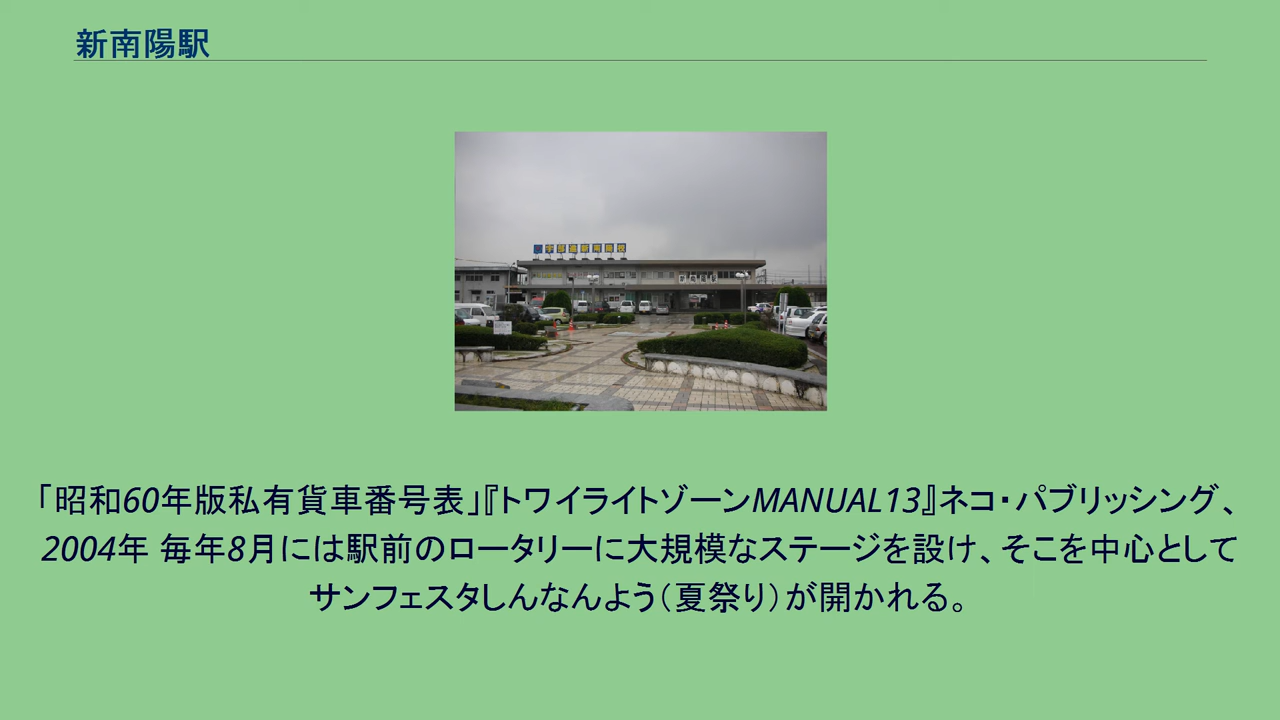 新南陽駅
「昭和60年版私有貨車番号表」『トワイライトゾーンMANUAL13』ネコ・パブリッシング、
2004年 毎年8月には駅前のロータリーに大規模なステージを設け、そこを中心として
サンフェスタしんなんよう（夏祭り）が開かれる。